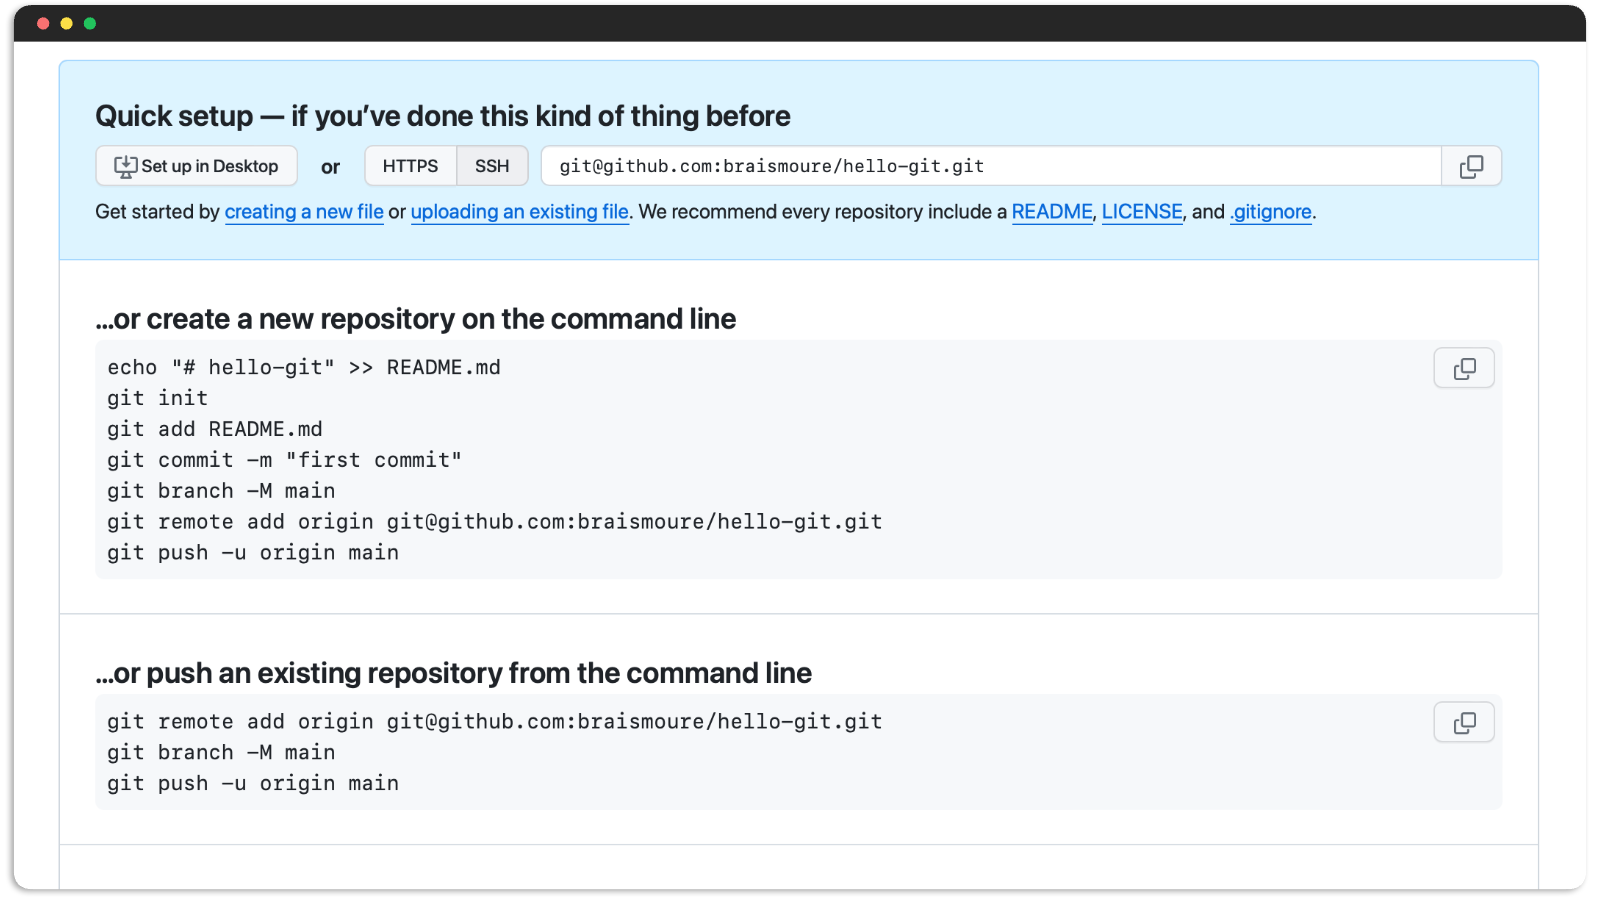 Quick setup — if you’ve done this kind of thing before
Set up in Desktop or HTTPS SSH git@github.com:braismoure/hello-git.git
Get started by creating a new file or uploading an existing file. We recommend every repository include a README, LICENSE, and .gitignore.
…or create a new repository on the command line
echo "# hello-git" >> README.md
git init
git add README.md
git commit -m "first commit"
git branch -M main
git remote add origin git@github.com:braismoure/hello-git.git
git push -u origin main
…or push an existing repository from the command line
git remote add origin git@github.com:braismoure/hello-git.git
git branch -M main
git push -u origin main